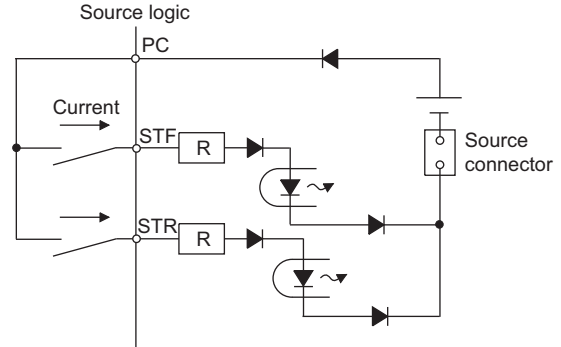 Source logic
PC
Current
STF
R
Source
connector
STR
R